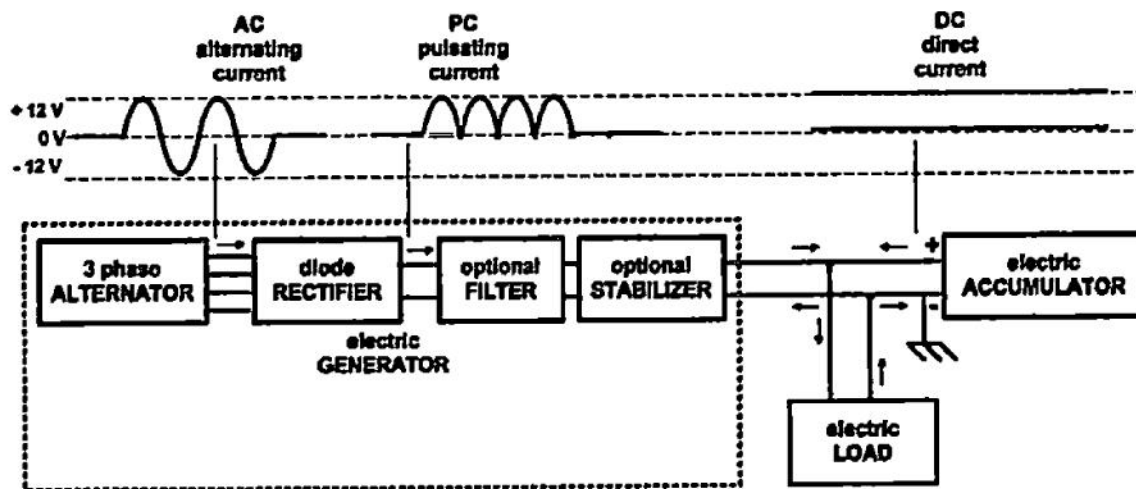 AC
alternating
current
PC
pulsating
current
DC
direct
current
+ 12 V
0 V
- 12 V
3 phaso
ALTERNATOR
diode
RECTIFIER
optional
FILTER
optional
STABILIZER
+
-
electric
ACCUMULATOR
electric
GENERATOR
electric
LOAD